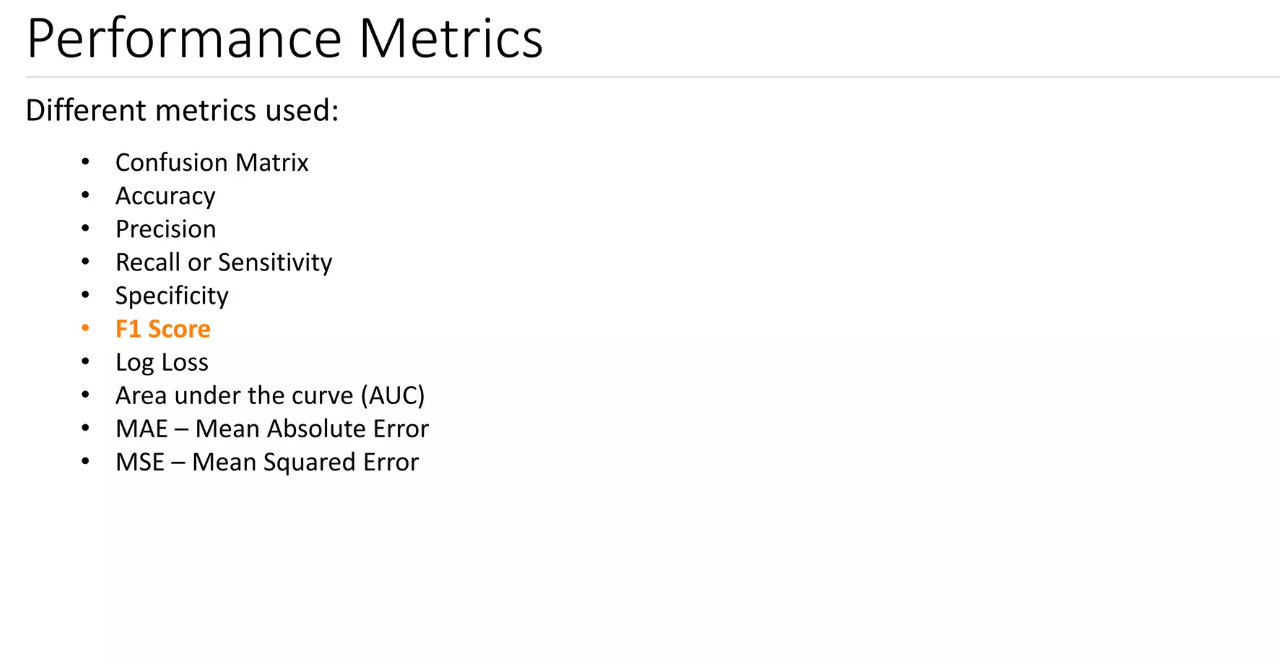 Performance Metrics
Different metrics used:
• Confusion Matrix
• Accuracy
• Precision
• Recall or Sensitivity
• Specificity
• F1 Score
• Log Loss
• Area under the curve (AUC)
• MAE – Mean Absolute Error
• MSE – Mean Squared Error